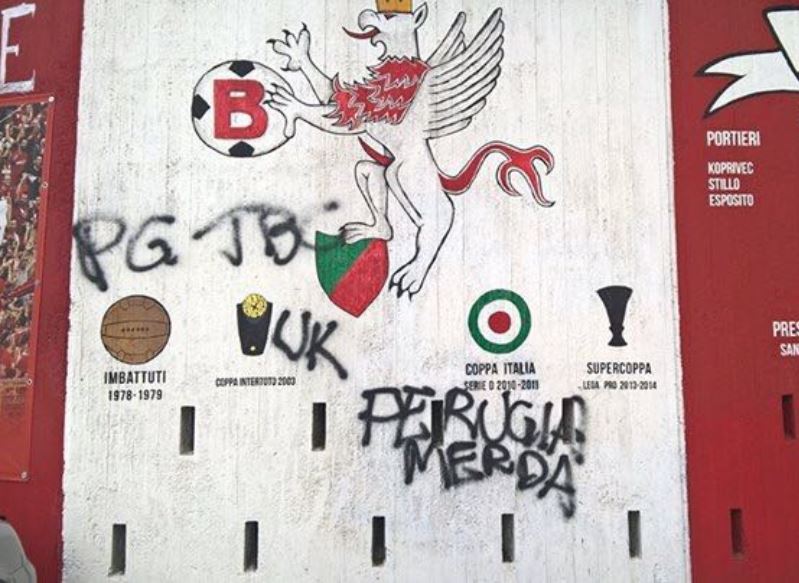 E
B
PORTIERI
KOPRIVEC
STILLO
ESPOSITO
PG JBC
IMBATTUTI
1978-1979
COPPA INTERTOTO 2003
UK
COPPA ITALIA
SERIE D 2010-2011
SUPERCOPPA
LEGA PRO 2013-2014
PRES
SAN
PERUGIA
MERDA